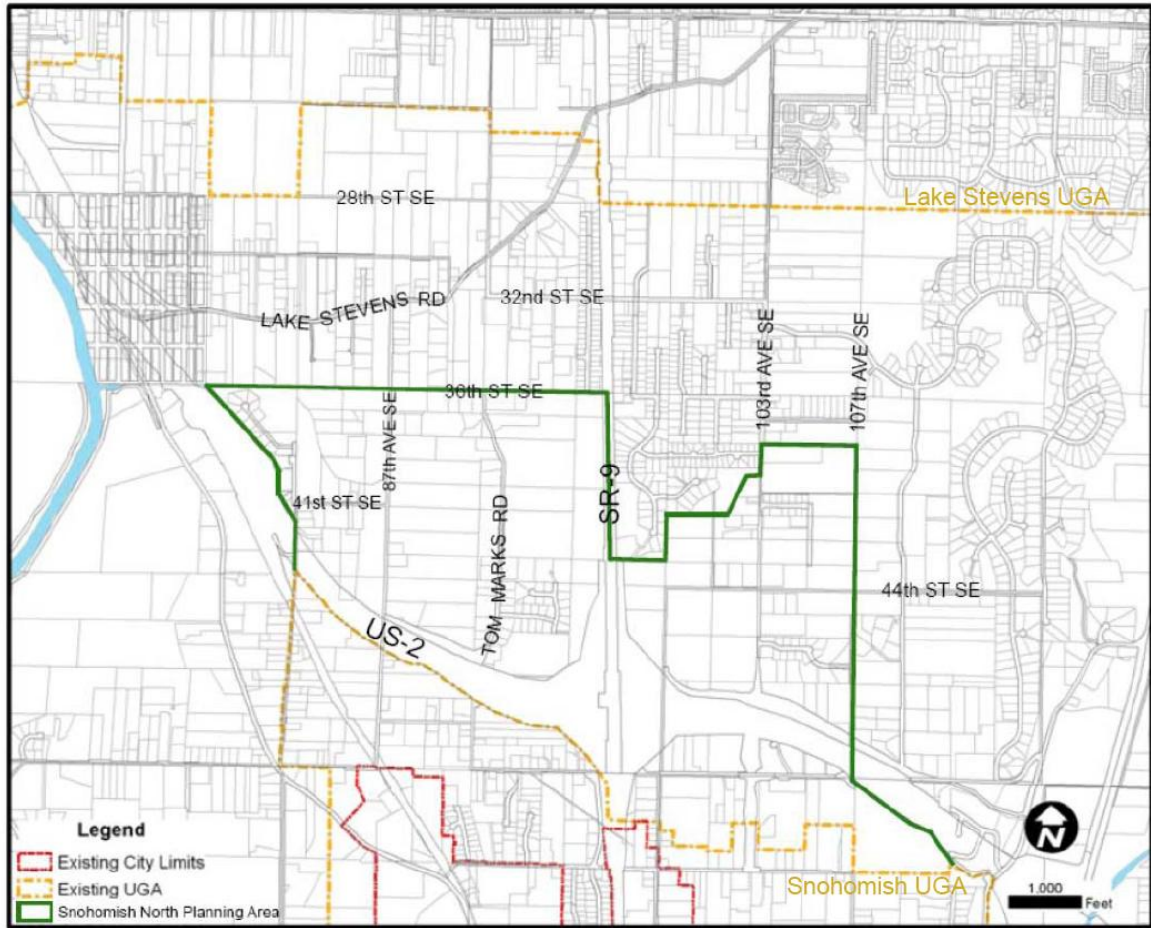 Lake Stevens UGA
28th ST SE
LAKE STEVENS RD
32nd ST SE
103rd AVE SE
107th AVE SE
36th ST SE
87th AVE SE
SR-9
41st ST SE
TOM MARKS RD
44th ST SE
US-2
Legend
Existing City Limits
Existing UGA
Snohomish North Planning Area
Snohomish UGA
N
1,000
Feet